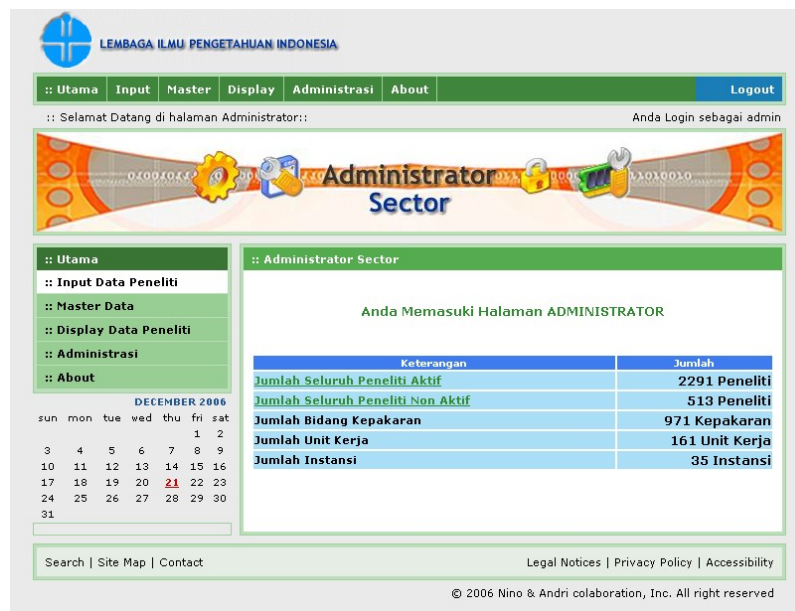 LEMBAGA ILMU PENGETAHUAN INDONESIA
:: Utama Input Master Display Administrasi About Logout
:: Selamat Datang di halaman Administrator:: Anda Login sebagai admin
Administrator
Sector
:: Utama
:: Input Data Peneliti
:: Master Data
:: Display Data Peneliti
:: Administrasi
:: About
DECEMBER 2006
sun mon tue wed thu fri sat
1 2
3 4 5 6 7 8 9
10 11 12 13 14 15 16
17 18 19 20 21 22 23
24 25 26 27 28 29 30
31
:: Administrator Sector
Anda Memasuki Halaman ADMINISTRATOR
Keterangan Jumlah
Jumlah Seluruh Peneliti Aktif 2291 Peneliti
Jumlah Seluruh Peneliti Non Aktif 513 Peneliti
Jumlah Bidang Kepakaran 971 Kepakaran
Jumlah Unit Kerja 161 Unit Kerja
Jumlah Instansi 35 Instansi
Search | Site Map | Contact Legal Notices | Privacy Policy | Accessibility
© 2006 Nino & Andri colaboration, Inc. All right reserved